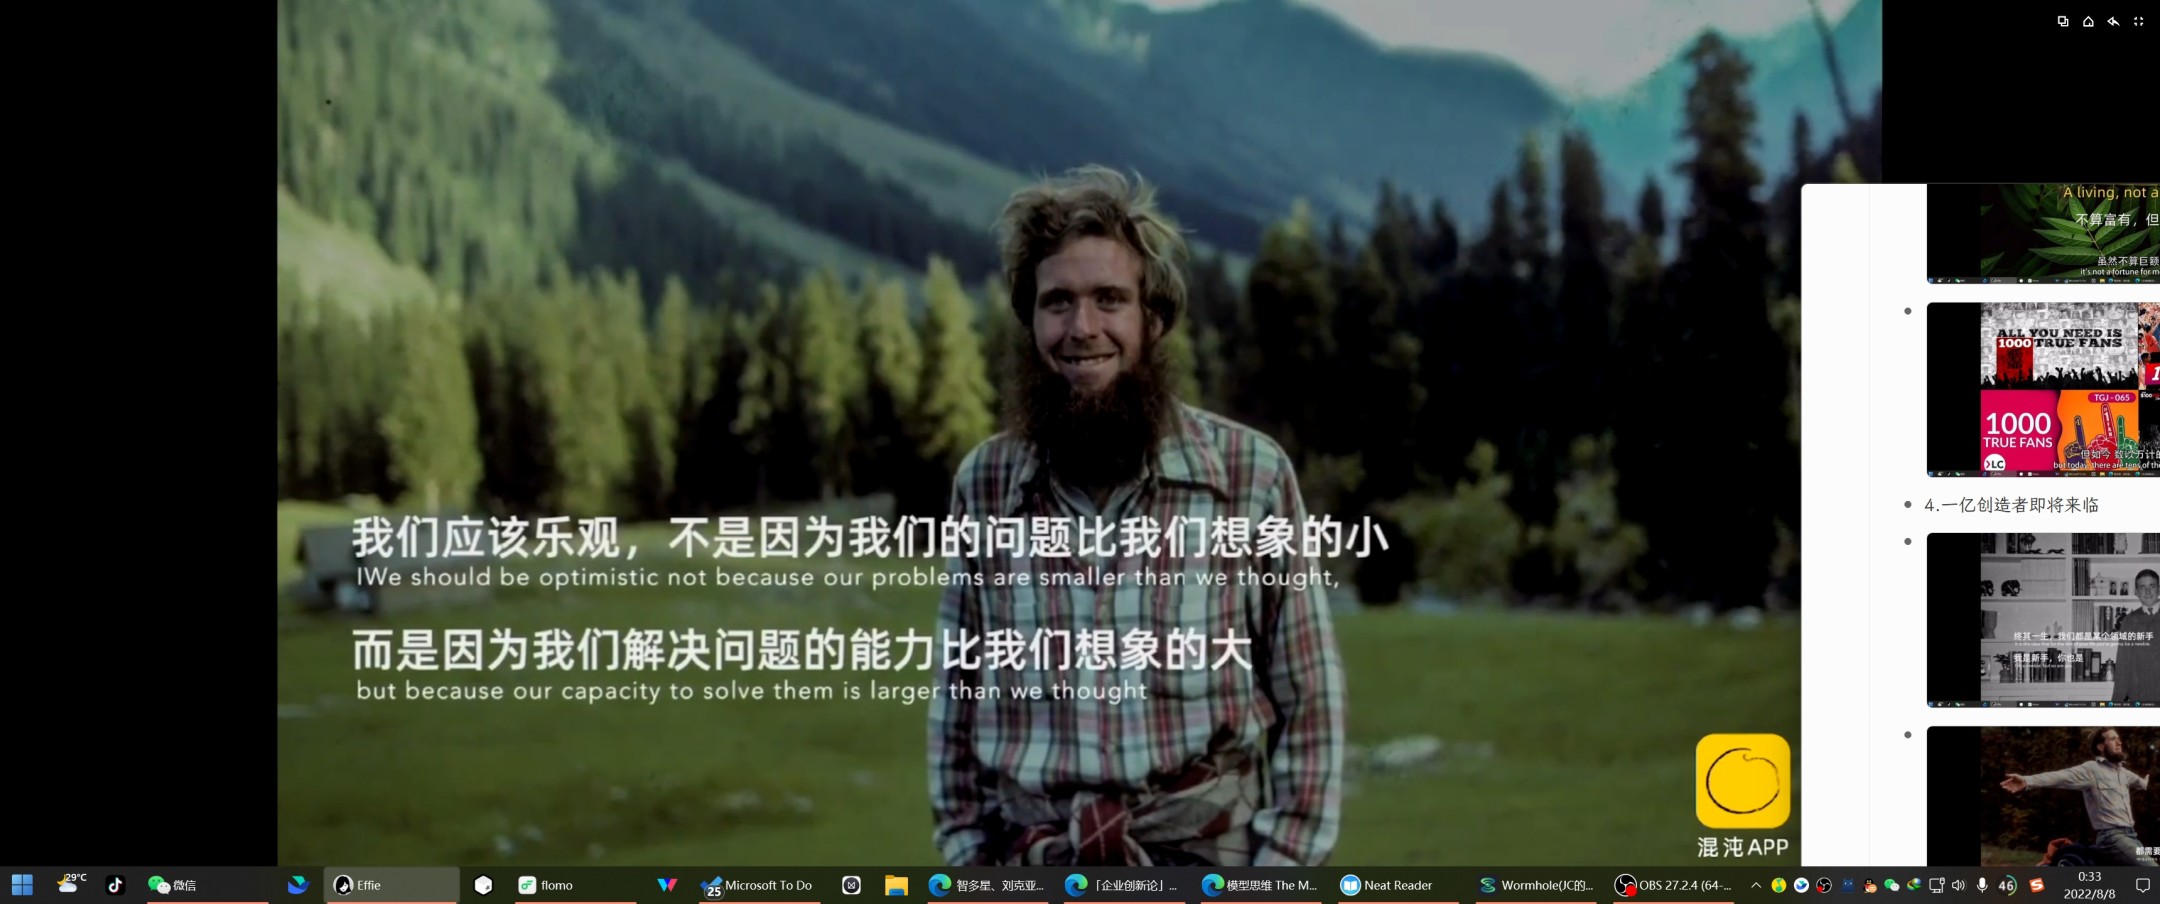 我们应该乐观，不是因为我们的问题比我们想象的小
IWe should be optimistic not because our problems are smaller than we thought,
而是因为我们解决问题的能力比我们想象的大
but because our capacity to solve them is larger than we thought
混沌APP
A living, not a
不算富有，但
虽然不算巨额
it's not a fortune for m
ALL YOU NEED IS
1000 TRUE FANS
TGJ - 065
1000
TRUE FANS
>LC
但如今 数以万计的
but today, there are tens of the
4.一亿创造者即将来临
终其一生，我们都是某个领域的新手
我是新手，你也是
都需要
29°C
微信
Effie
flomo
25
Microsoft To Do
智多星、刘克亚...
「企业创新论」...
模型思维 The M...
Neat Reader
Wormhole(JC的...
OBS 27.2.4 (64-...
46
0:33
2022/8/8